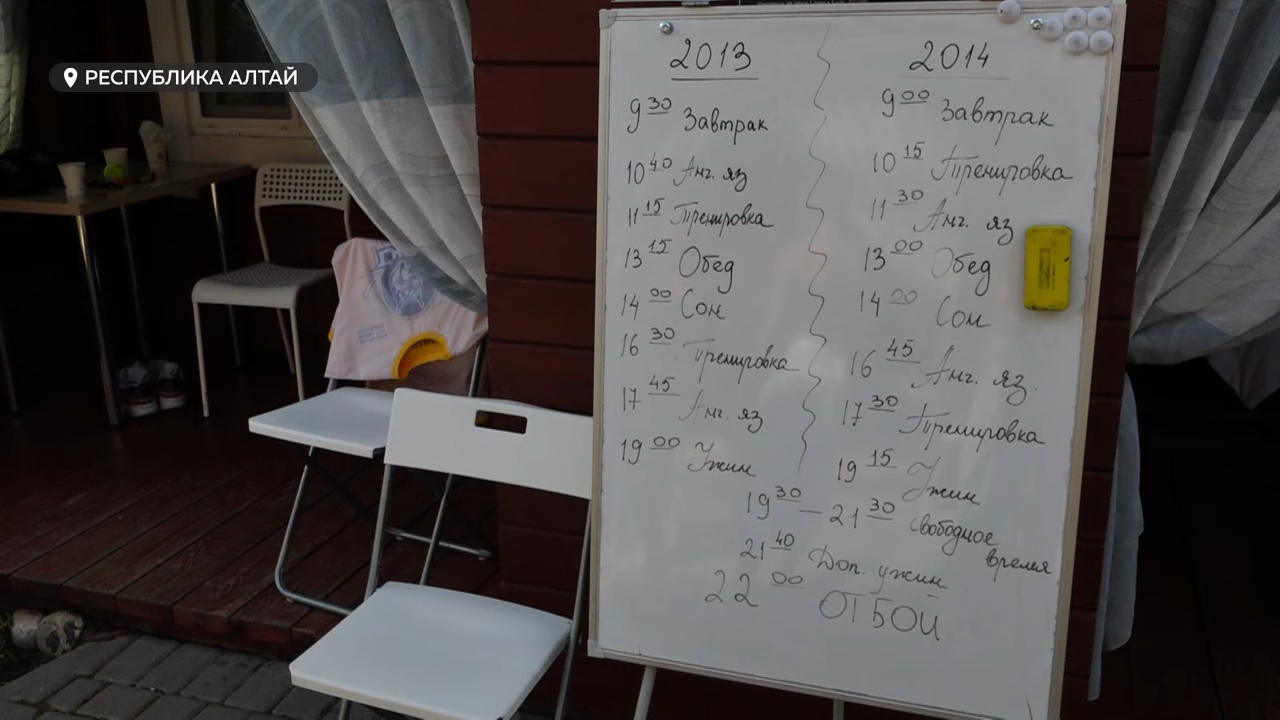 РЕСПУБЛИКА АЛТАЙ
2013
9 30 Завтрак
10 40 Анг. яз
11 15 Тренировка
13 15 Обед
14 00 Сон
16 30 Тренировка
17 45 Анг. яз
19 00 Ужин
2014
9 00 Завтрак
10 15 Тренировка
11 30 Анг. яз
13 00 Обед
14 00 Сон
16 45 Анг. яз.
17 30 Тренировка
19 15 Ужин
19 30 – 21 30 свободное
время
21 40 Доп. ужин
22 00 ОТБОЙ